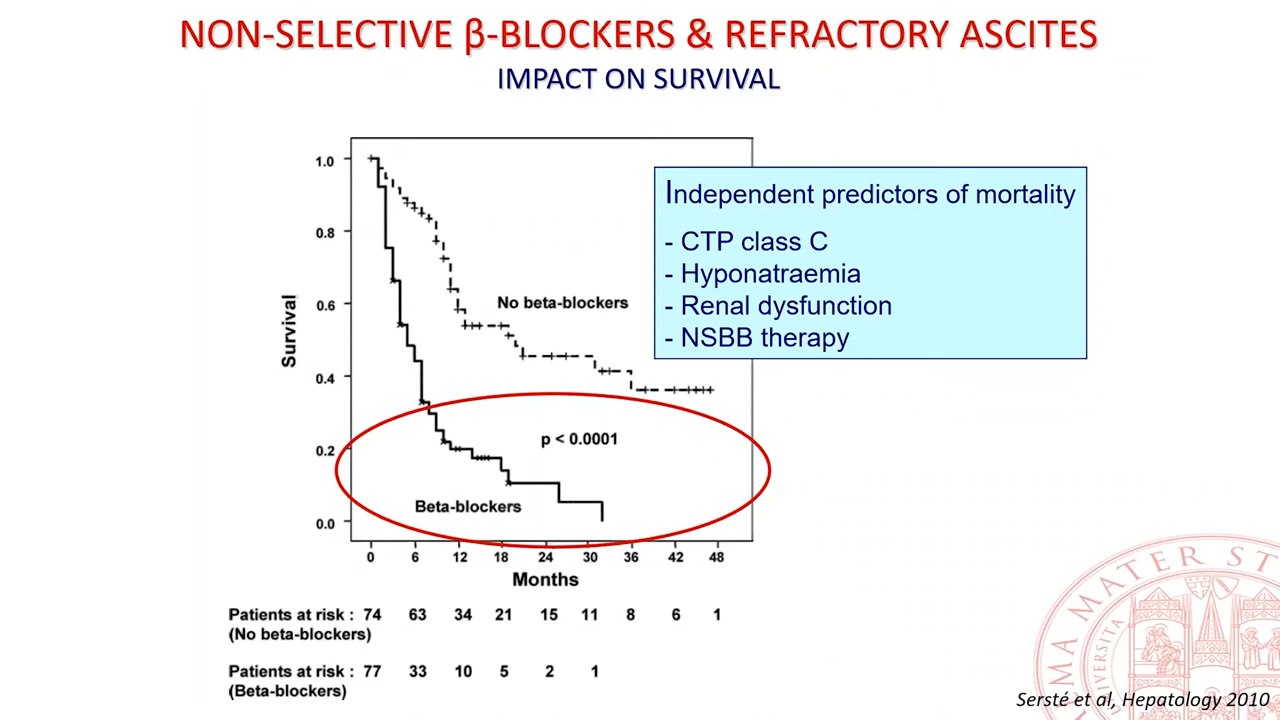 NON-SELECTIVE β-BLOCKERS & REFRACTORY ASCITES
IMPACT ON SURVIVAL
Independent predictors of mortality
- CTP class C
- Hyponatraemia
- Renal dysfunction
- NSBB therapy
Survival
1.0
0.8
0.6
0.4
0.2
0.0
No beta-blockers
p < 0.0001
Beta-blockers
0 6 12 18 24 30 36 42 48
Months
Patients at risk : 74 63 34 21 15 11 8 6 1
(No beta-blockers)
Patients at risk : 77 33 10 5 2 1
(Beta-blockers)
MA MATER ST
UNIVERSITA
Sersté et al, Hepatology 2010